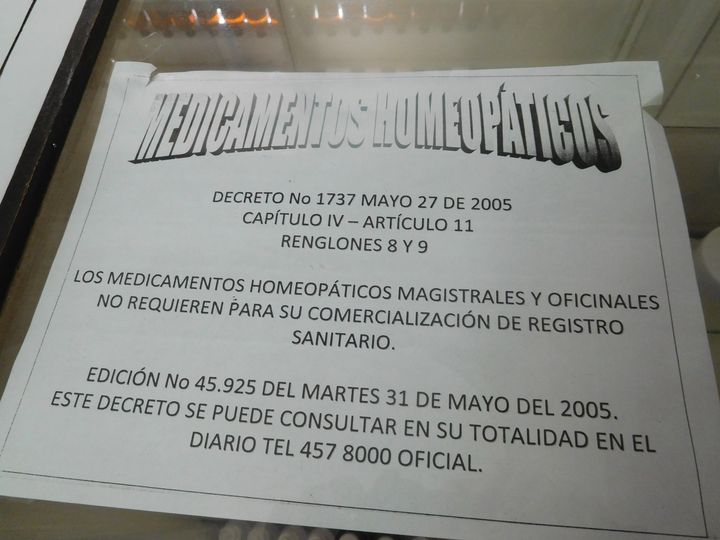 MEDICAMENTOS HOMEOPÁTICOS
DECRETO No 1737 MAYO 27 DE 2005
CAPÍTULO IV – ARTÍCULO 11
RENGLONES 8 Y 9
LOS MEDICAMENTOS HOMEOPÁTICOS MAGISTRALES Y OFICINALES
NO REQUIEREN PARA SU COMERCIALIZACIÓN DE REGISTRO
SANITARIO.
EDICIÓN No 45.925 DEL MARTES 31 DE MAYO DEL 2005.
ESTE DECRETO SE PUEDE CONSULTAR EN SU TOTALIDAD EN EL
DIARIO TEL 457 8000 OFICIAL.